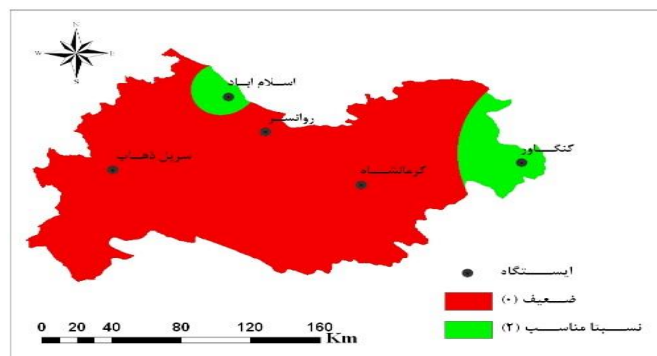 N
W E
S
اسلام اباد
روانسر
سرپل ذهاب
کرمانشاه
کنگاور
ایستگاه
ضعیف (۰)
نسبتا مناسب (۲)
0 20 40 80 120 160
Km